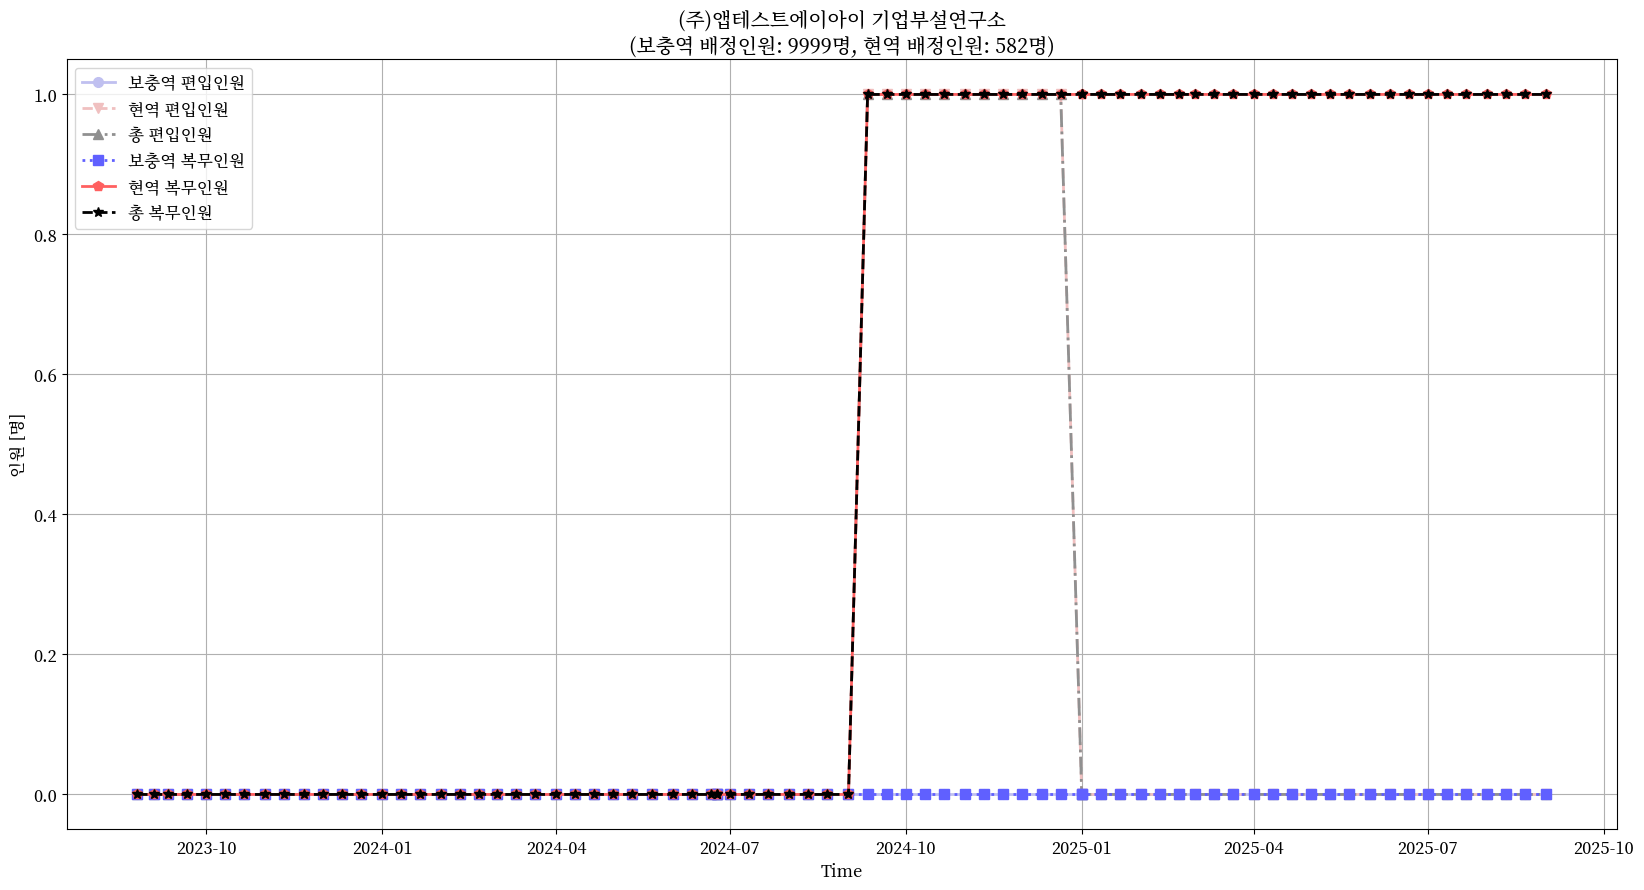 (주)앱테스트에이아이 기업부설연구소
(보충역 배정인원: 9999명, 현역 배정인원: 582명)
보충역 편입인원
현역 편입인원
총 편입인원
보충역 복무인원
현역 복무인원
총 복무인원
인원 [명]
1.0
0.8
0.6
0.4
0.2
0.0
2023-10
2024-01
2024-04
2024-07
2024-10
2025-01
2025-04
2025-07
2025-10
Time